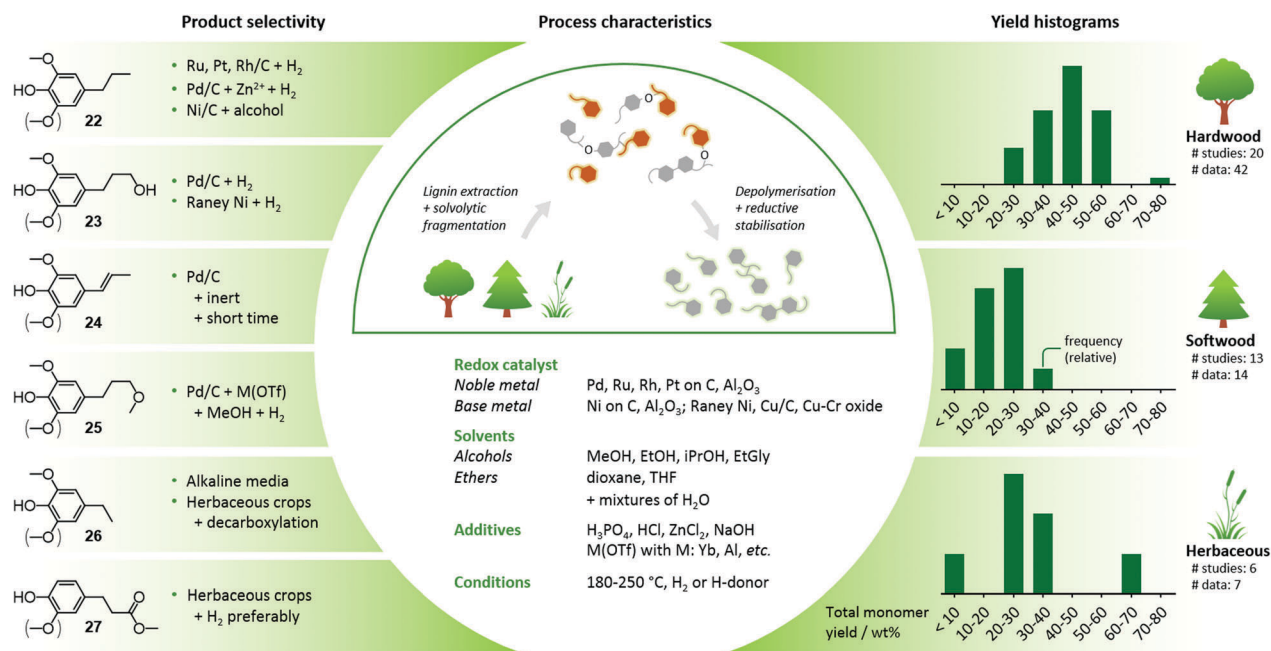 Product selectivity
Process characteristics
Yield histograms
O
HO
(
O
)
22
• Ru, Pt, Rh/C + H₂
• Pd/C + Zn²⁺ + H₂
• Ni/C + alcohol
O
HO
OH
(
O
)
23
• Pd/C + H₂
• Raney Ni + H₂
O
HO
(
O
)
24
• Pd/C
+ inert
+ short time
O
HO
O
(
O
)
25
• Pd/C + M(OTf)
+ MeOH + H₂
O
HO
(
O
)
26
• Alkaline media
• Herbaceous crops
+ decarboxylation
HO
O
(
O
)
O
27
• Herbaceous crops
+ H₂ preferably
O
O
O
Lignin extraction
+ solvolytic
fragmentation
Depolymerisation
+ reductive
stabilisation
Redox catalyst
Noble metal Pd, Ru, Rh, Pt on C, Al₂O₃
Base metal Ni on C, Al₂O₃; Raney Ni, Cu/C, Cu-Cr oxide
Solvents
Alcohols MeOH, EtOH, iPrOH, EtGly
Ethers dioxane, THF
+ mixtures of H₂O
Additives H₃PO₄, HCl, ZnCl₂, NaOH
M(OTf) with M: Yb, Al, etc.
Conditions 180-250 °C, H₂ or H-donor
Hardwood
# studies: 20
# data: 42
< 10 10-20 20-30 30-40 40-50 50-60 60-70 70-80
frequency
(relative)
Softwood
# studies: 13
# data: 14
< 10 10-20 20-30 30-40 40-50 50-60 60-70 70-80
Herbaceous
# studies: 6
# data: 7
Total monomer
yield / wt%
< 10 10-20 20-30 30-40 40-50 50-60 60-70 70-80